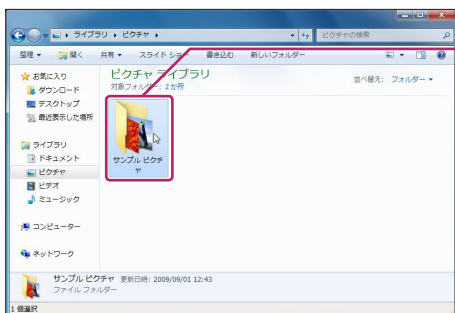 ライブラリ ▸ ピクチャ ▸
ピクチャの検索
整理 ▼ 開く 共有 ▼ スライド ショー 書き込む 新しいフォルダー
お気に入り
ダウンロード
デスクトップ
最近表示した場所
ライブラリ
ドキュメント
ピクチャ
ビデオ
ミュージック
コンピューター
ネットワーク
ピクチャ ライブラリ
対象フォルダー: 2か所
並べ替え: フォルダー ▼
サンプル ピクチ
ャ
サンプル ピクチャ 更新日時: 2009/09/01 12:43
ファイル フォルダー
1 個選択